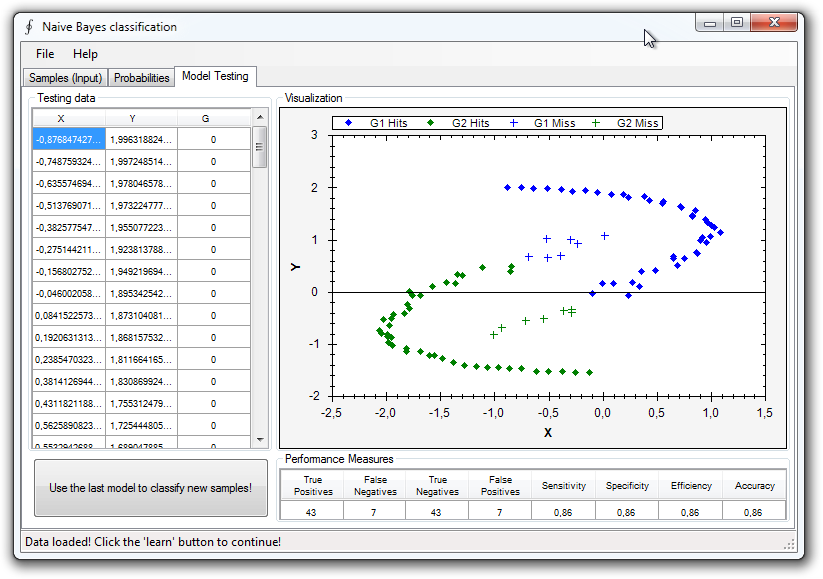 Naive Bayes classification
File Help
Samples (Input) Probabilities Model Testing
Testing data
X Y G
-0,876847427... 1,996318824... 0
-0,748759324... 1,997248514... 0
-0,635574694... 1,978046578... 0
-0,513769071... 1,973224777... 0
-0,382577547... 1,955077223... 0
-0,275144211... 1,923813788... 0
-0,156802752... 1,949219694... 0
-0,046002058... 1,895342542... 0
0,0841522573... 1,873104081... 0
0,1920631313... 1,868157532... 0
0,2385470323... 1,811664165... 0
0,3814126944... 1,830869924... 0
0,4311821188... 1,755312479... 0
0,5625890823... 1,725444805... 0
0,5532942688... 1,689047885... 0
Use the last model to classify new samples!
Visualization
G1 Hits G2 Hits G1 Miss G2 Miss
3
2
1
0
-1
-2
Y
-2,5 -2,0 -1,5 -1,0 -0,5 0,0 0,5 1,0 1,5
X
Performance Measures
True Positives False Negatives True Negatives False Positives Sensitivity Specificity Efficiency Accuracy
43 7 43 7 0,86 0,86 0,86 0,86
Data loaded! Click the 'learn' button to continue!